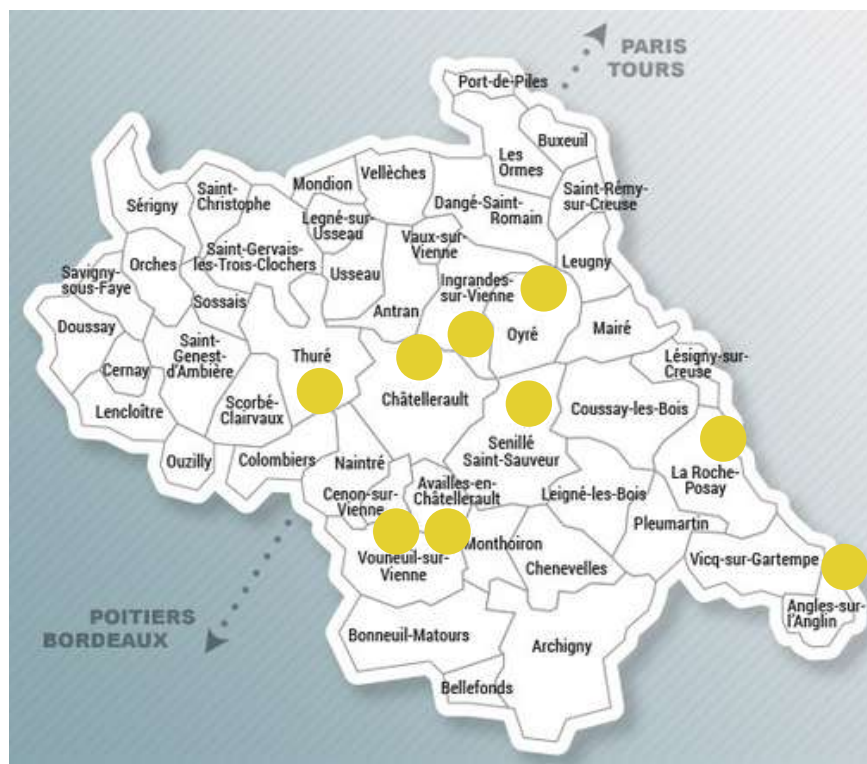 PARIS
TOURS
Port-de-Piles
Buxeuil
Les
Ormes
Vellèches
Mondion
Saint-
Christophe
Sérigny
Dangé-Saint-
Romain
Saint-Rémy-
sur-Creuse
Legné-sur-
Usseau
Vaux-sur-
Vienne
Saint-Gervais-
les-Trois-Clochers
Leugny
Orches
Savigny-
sous-Faye
Usseau
Ingrandes-
sur-Vienne
Sossais
Antran
Doussay
Oyré
Mairé
Saint-
Genest-
d'Ambière
Thuré
Lésigny-sur-
Creuse
Cernay
Châtellerault
Scorbé-
Clairvaux
Coussay-les-Bois
Lencloître
Senillé
Saint-Sauveur
Ouzilly
Colombiers
Naintré
La Roche-
Posay
Availles-en-
Châtellerault
Cenon-sur-
Vienne
Leigné-les-Bois
Pleumartin
Monthoiron
Vouneuil-sur-
Vienne
Chenevelles
Vicq-sur-Gartempe
Angles-sur-
l'Anglin
POITIERS
BORDEAUX
Bonneuil-Matours
Archigny
Bellefonds